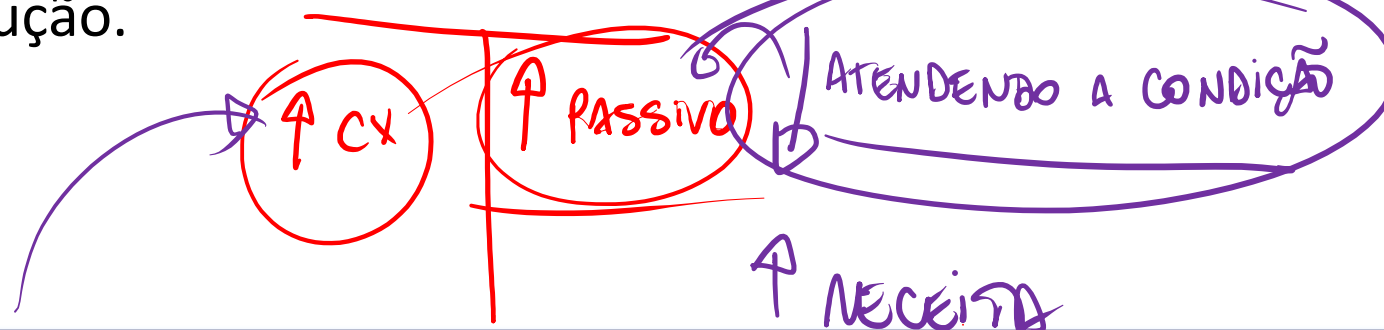 ução.
↑ CX ↑ PASSIVO ↓ ATENDENDO A CONDIÇÃO
↑ RECEITA